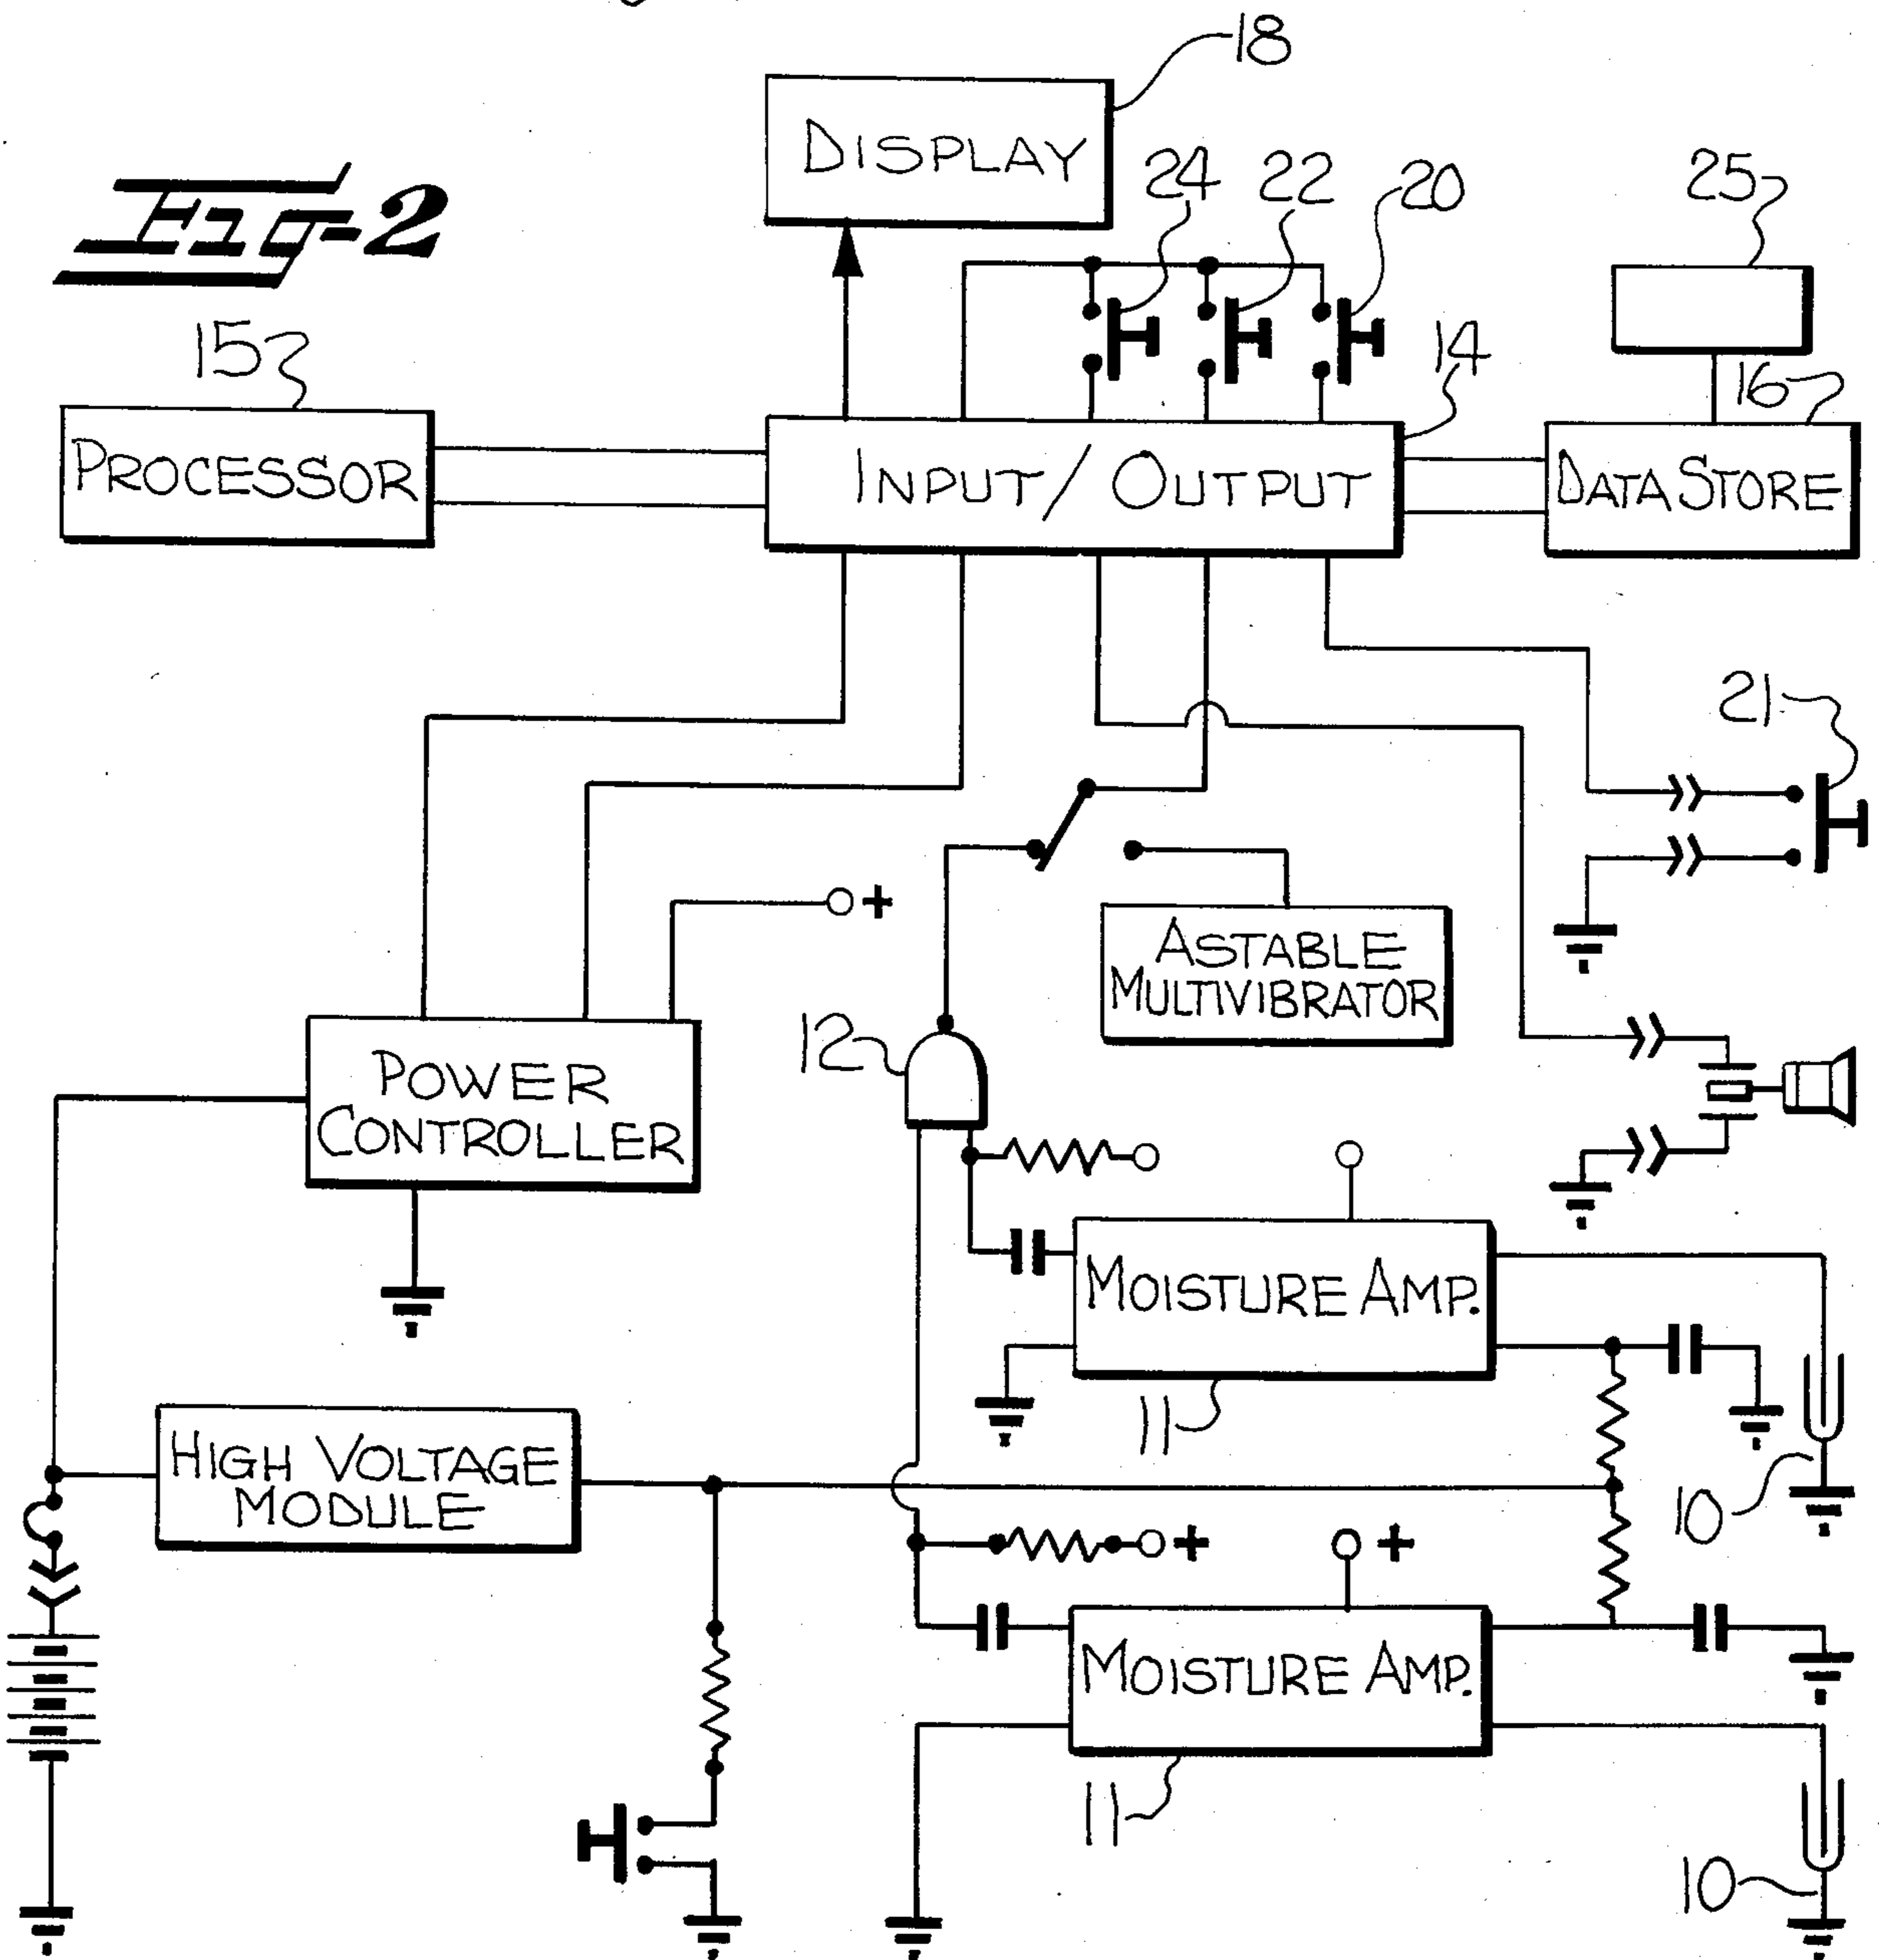 Fig-2
18
DISPLAY
24
22
20
25
15
14
16
PROCESSOR
INPUT/OUTPUT
DATA STORE
21
+
ASTABLE
MULTIVIBRATOR
12
POWER
CONTROLLER
MOISTURE AMP.
11
HIGH VOLTAGE
MODULE
10
+
+
MOISTURE AMP.
11
10